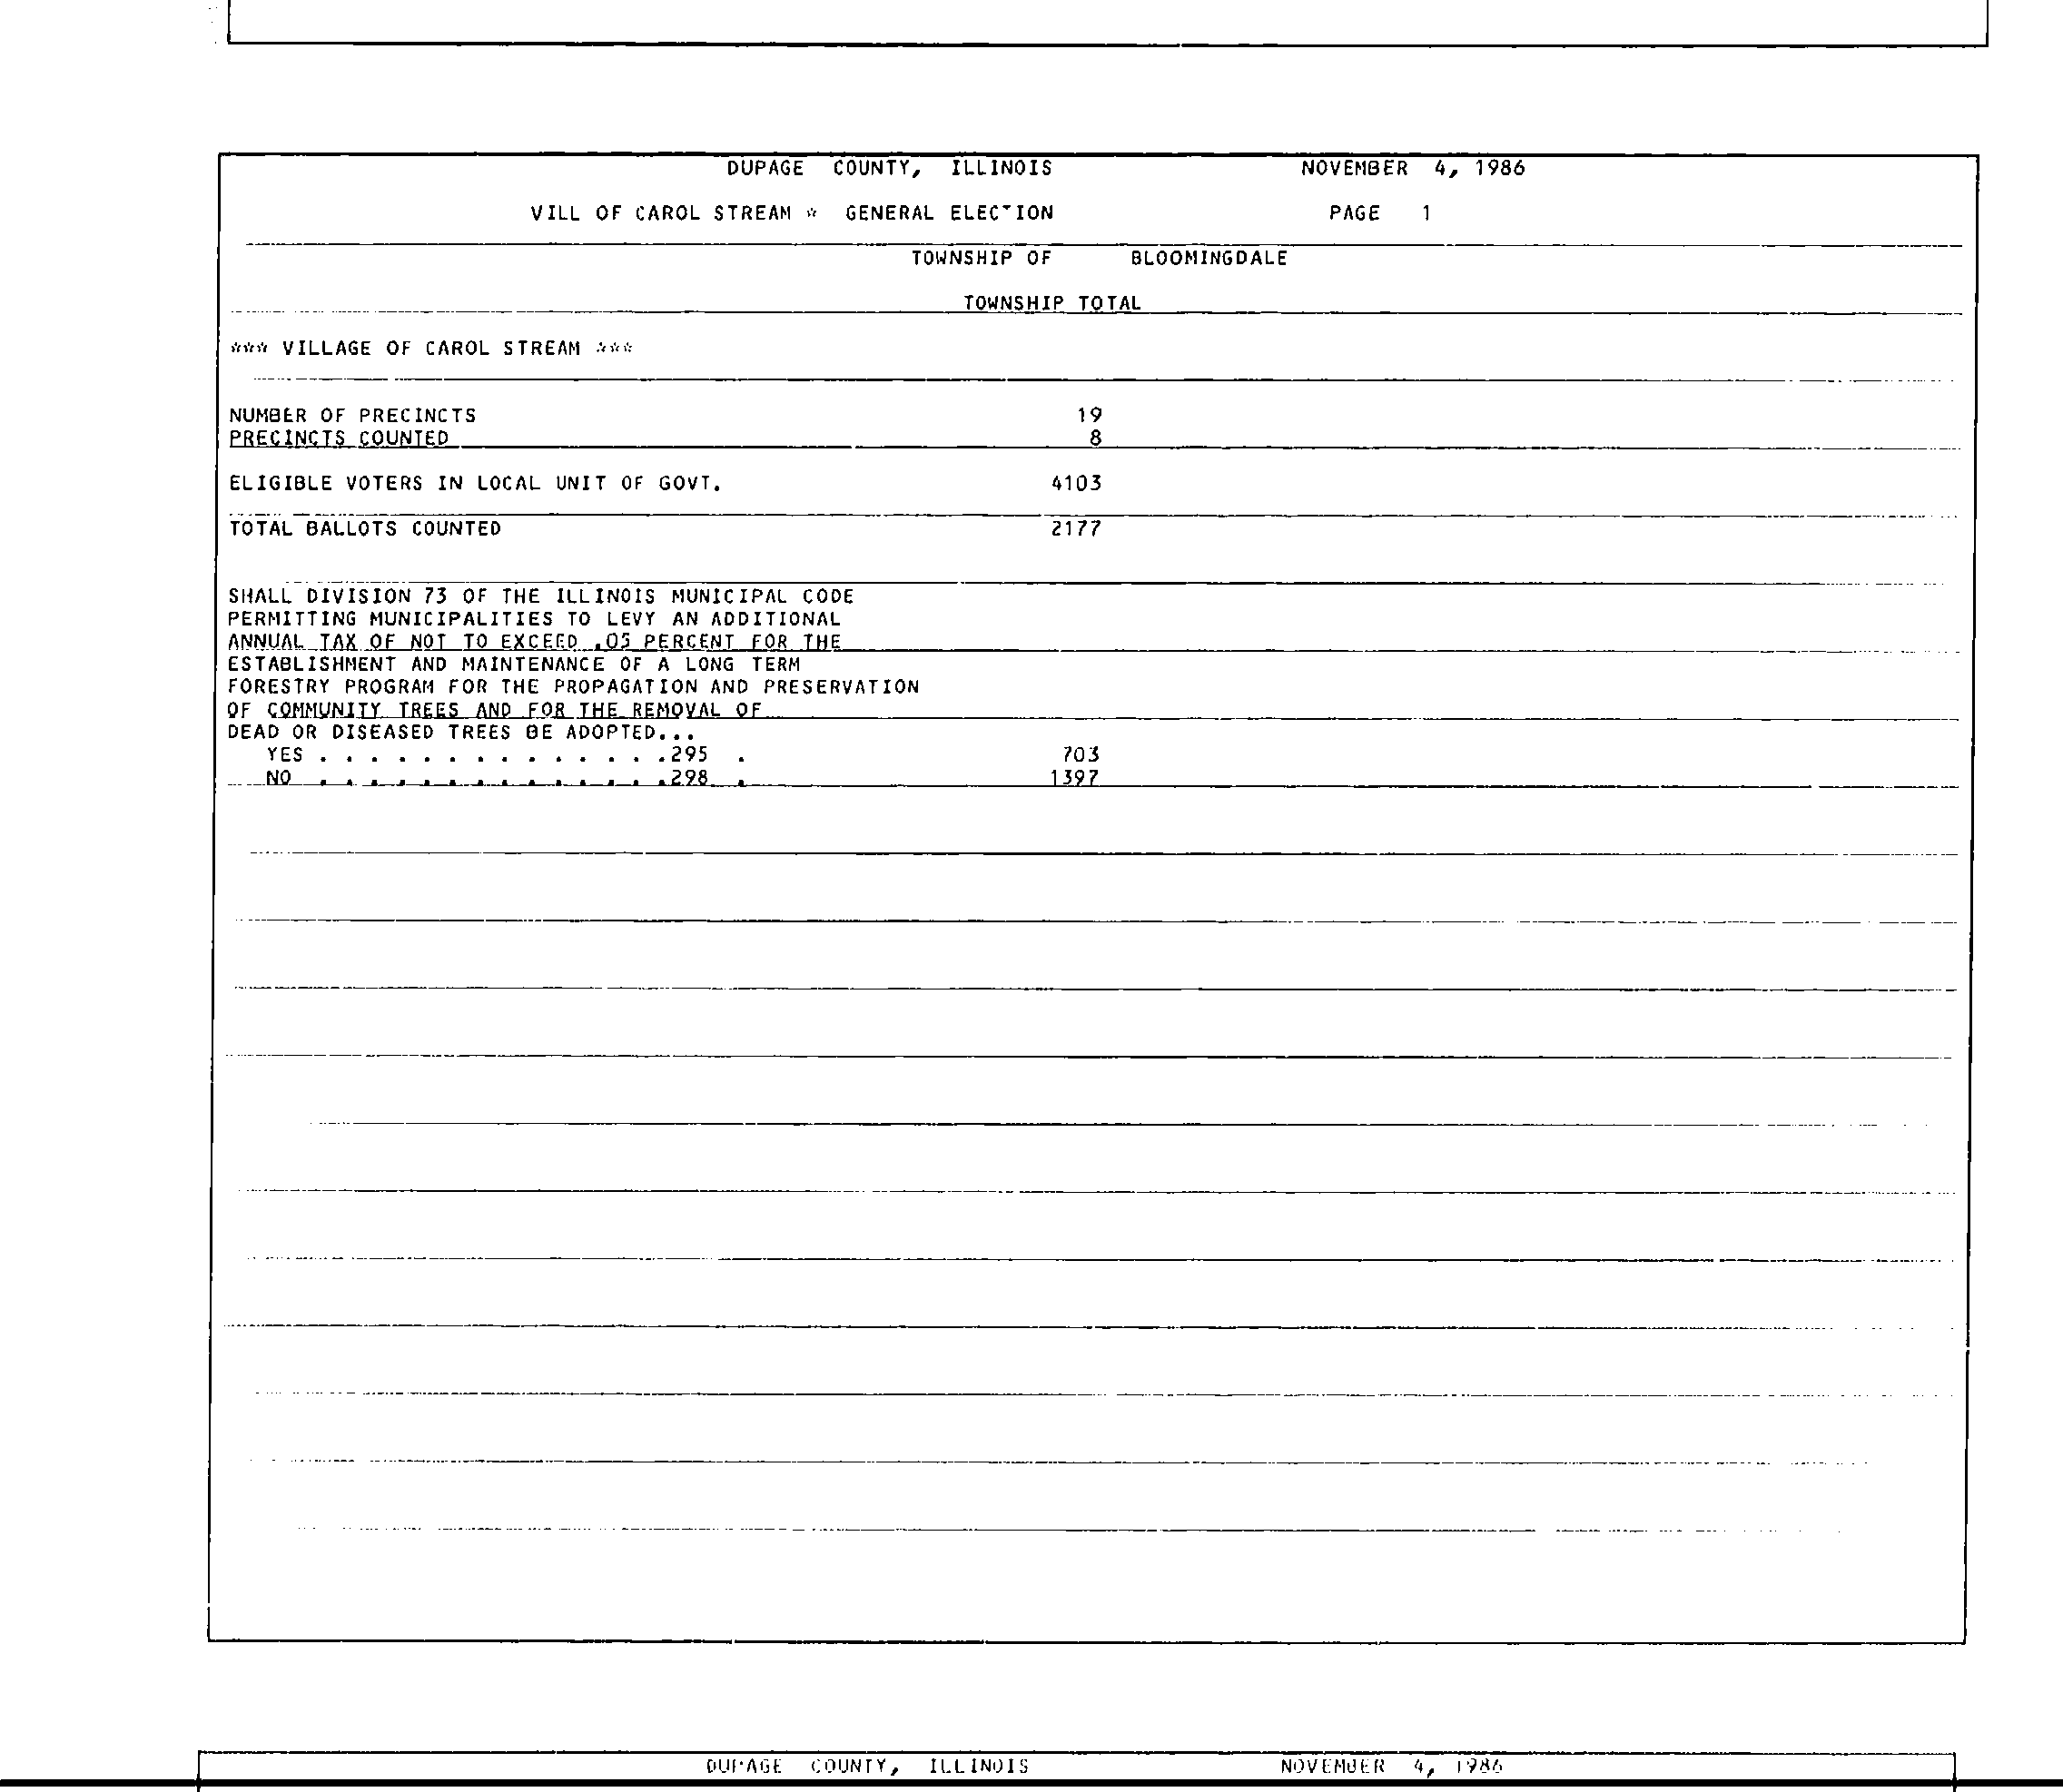 DUPAGE COUNTY, ILLINOIS NOVEMBER 4, 1986
VILL OF CAROL STREAM * GENERAL ELECTION PAGE 1
TOWNSHIP OF BLOOMINGDALE
TOWNSHIP TOTAL
*** VILLAGE OF CAROL STREAM ***
NUMBER OF PRECINCTS 19
PRECINCTS COUNTED 8
ELIGIBLE VOTERS IN LOCAL UNIT OF GOVT. 4103
TOTAL BALLOTS COUNTED 2177
SHALL DIVISION 73 OF THE ILLINOIS MUNICIPAL CODE
PERMITTING MUNICIPALITIES TO LEVY AN ADDITIONAL
ANNUAL TAX OF NOT TO EXCEED .05 PERCENT FOR THE
ESTABLISHMENT AND MAINTENANCE OF A LONG TERM
FORESTRY PROGRAM FOR THE PROPAGATION AND PRESERVATION
OF COMMUNITY TREES AND FOR THE REMOVAL OF
DEAD OR DISEASED TREES BE ADOPTED...
YES . . . . . . . . . . . . . .295 . 703
NO . . . . . . . . . . . . . .298 . 1397
DUPAGE COUNTY, ILLINOIS NOVEMBER 4, 1986